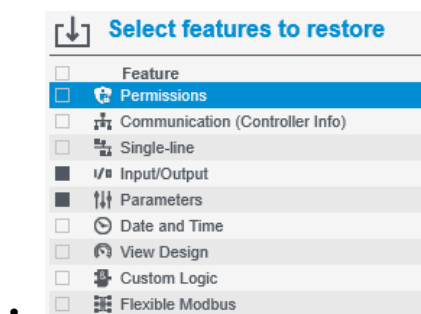 Select features to restore
Feature
Permissions
Communication (Controller Info)
Single-line
I/O Input/Output
Parameters
Date and Time
View Design
Custom Logic
Flexible Modbus